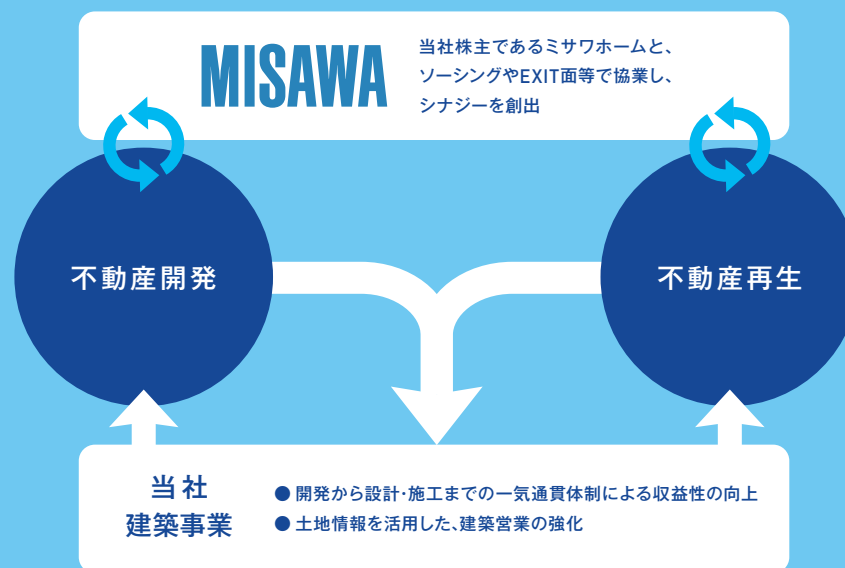 MISAWA
当社株主であるミサワホームと、
ソーシングやEXIT面等で協業し、
シナジーを創出
不動産開発
不動産再生
当社
建築事業
● 開発から設計・施工までの一気通貫体制による収益性の向上
● 土地情報を活用した、建築営業の強化